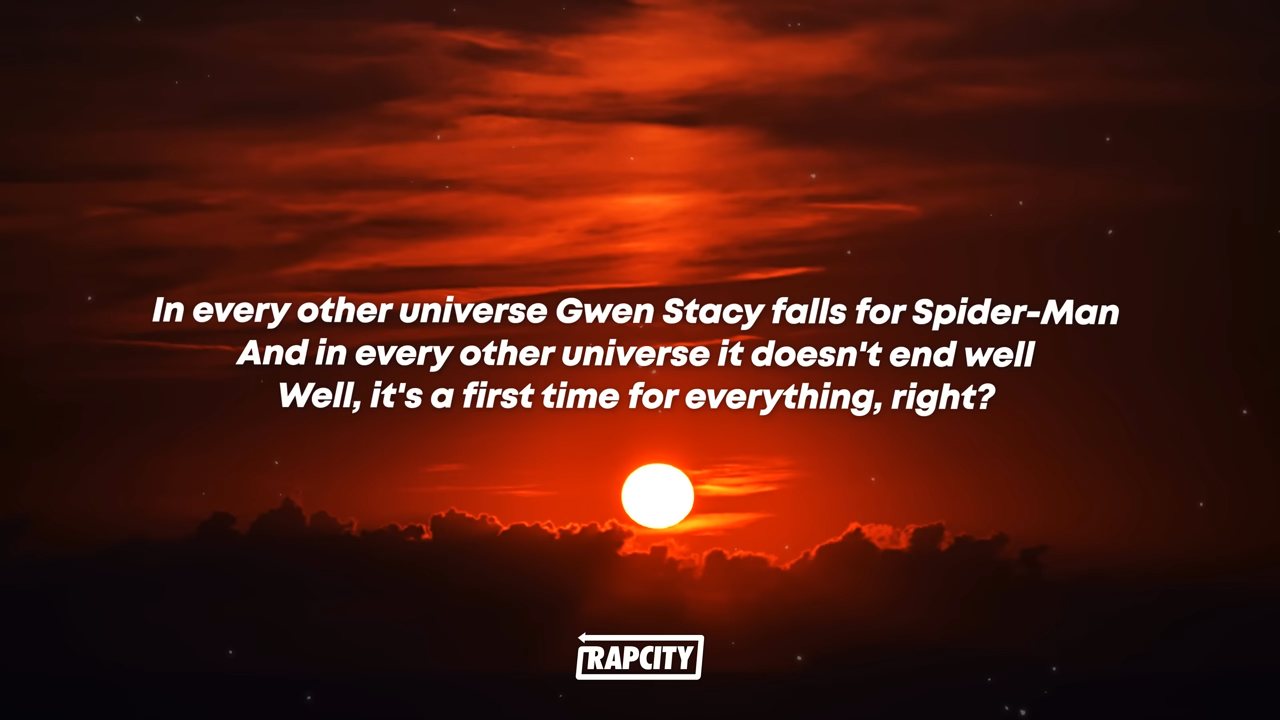 In every other universe Gwen Stacy falls for Spider-Man
And in every other universe it doesn't end well
Well, it's a first time for everything, right?
RAPCITY